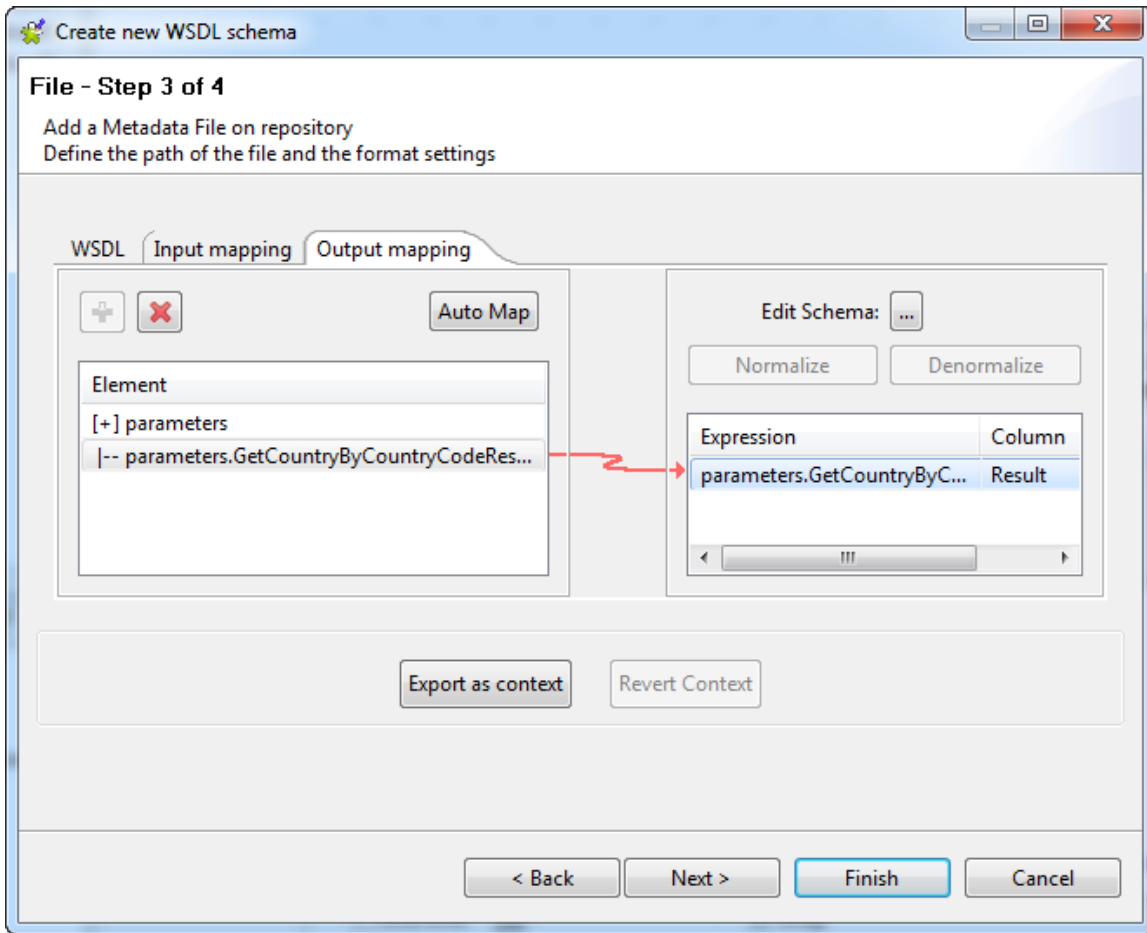 Create new WSDL schema
File - Step 3 of 4
Add a Metadata File on repository
Define the path of the file and the format settings
WSDL Input mapping Output mapping
Auto Map
Edit Schema: ...
Normalize Denormalize
Element
[+] parameters
|-- parameters.GetCountryByCountryCodeRes...
Expression Column
parameters.GetCountryByC... Result
Export as context Revert Context
< Back Next > Finish Cancel